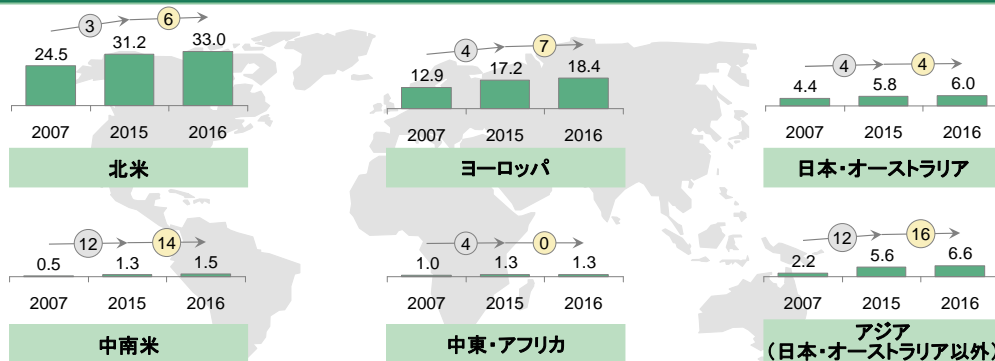 3 6
24.5 31.2 33.0
2007 2015 2016
北米
4 7
12.9 17.2 18.4
2007 2015 2016
ヨーロッパ
4 4
4.4 5.8 6.0
2007 2015 2016
日本・オーストラリア
12 14
0.5 1.3 1.5
2007 2015 2016
中南米
4 0
1.0 1.3 1.3
2007 2015 2016
中東・アフリカ
12 16
2.2 5.6 6.6
2007 2015 2016
アジア
(日本・オーストラリア以外)